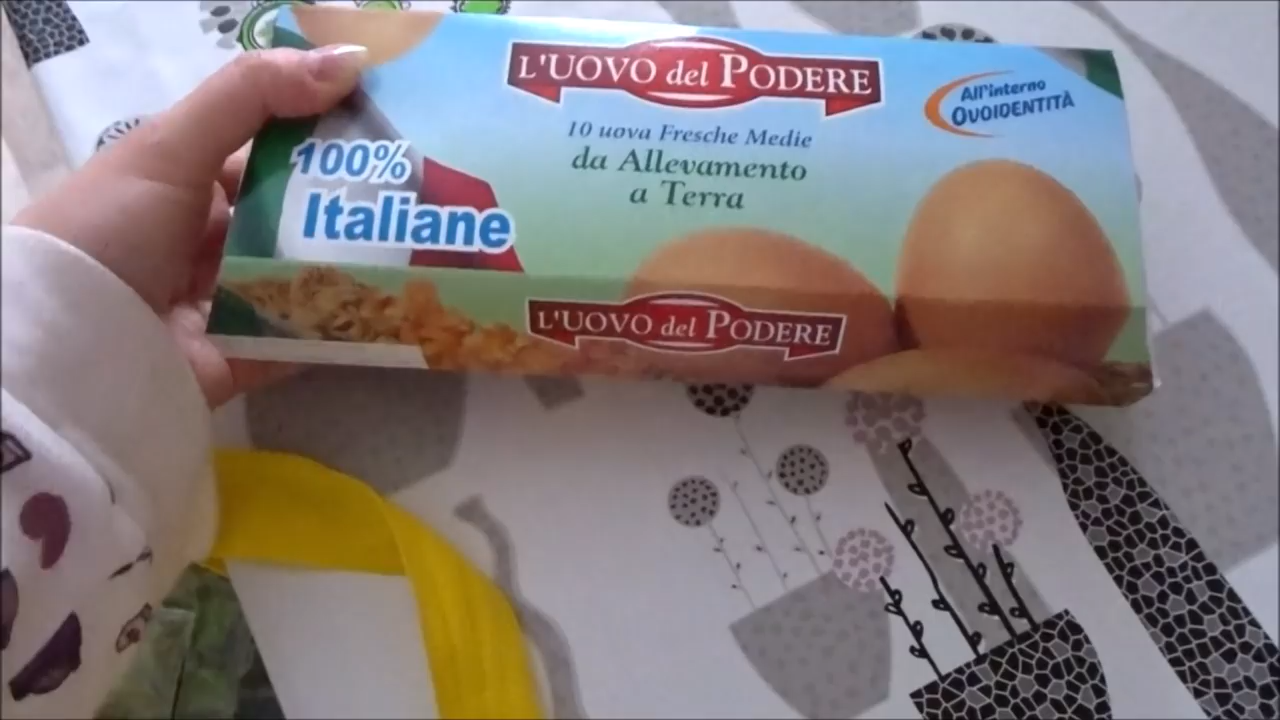 L'UOVO del PODERE
All'interno
OVOIDENTITÀ
10 uova Fresche Medie
da Allevamento
a Terra
100%
Italiane
L'UOVO del PODERE